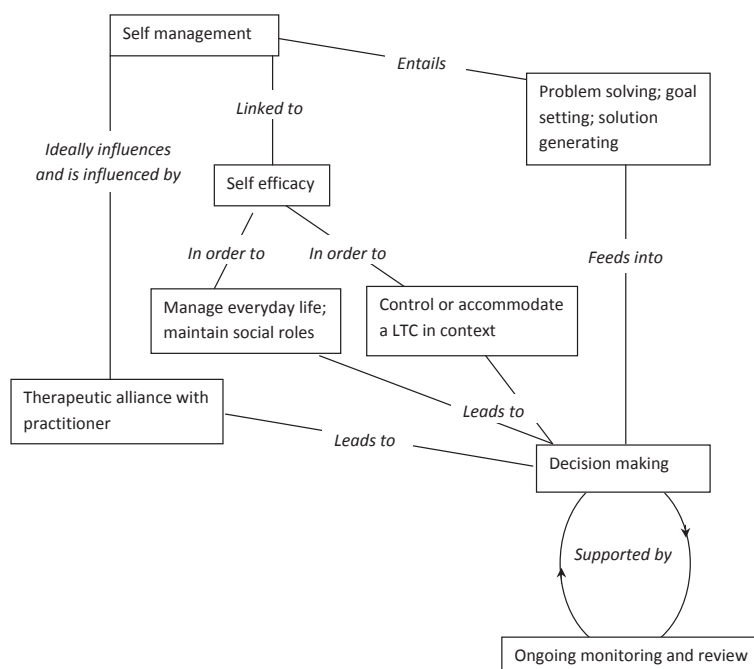 Self management
Entails
Problem solving; goal
setting; solution
generating
Linked to
Ideally influences
and is influenced by
Self efficacy
In order to
In order to
Feeds into
Manage everyday life;
maintain social roles
Control or accommodate
a LTC in context
Therapeutic alliance with
practitioner
Leads to
Leads to
Decision making
Supported by
Ongoing monitoring and review